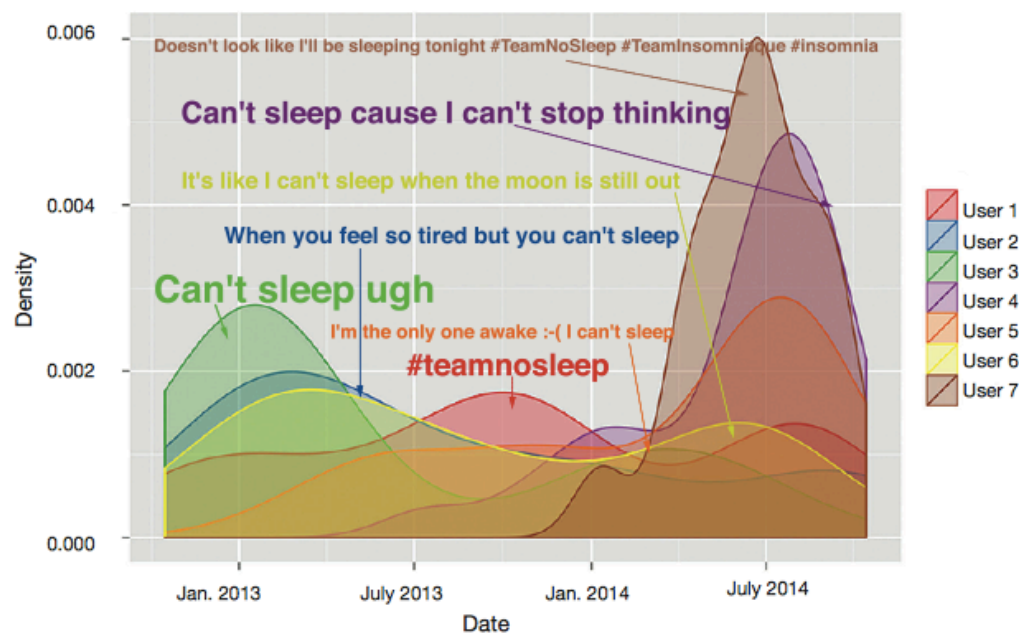 0.006
Doesn't look like I'll be sleeping tonight #TeamNoSleep #TeamInsomniaque #insomnia
Can't sleep cause I can't stop thinking
It's like I can't sleep when the moon is still out
0.004
User 1
When you feel so tired but you can't sleep
User 2
User 3
Can't sleep ugh
User 4
I'm the only one awake :-( I can't sleep
User 5
#teamnosleep
User 6
0.002
User 7
Density
0.000
Jan. 2013
July 2013
Jan. 2014
July 2014
Date